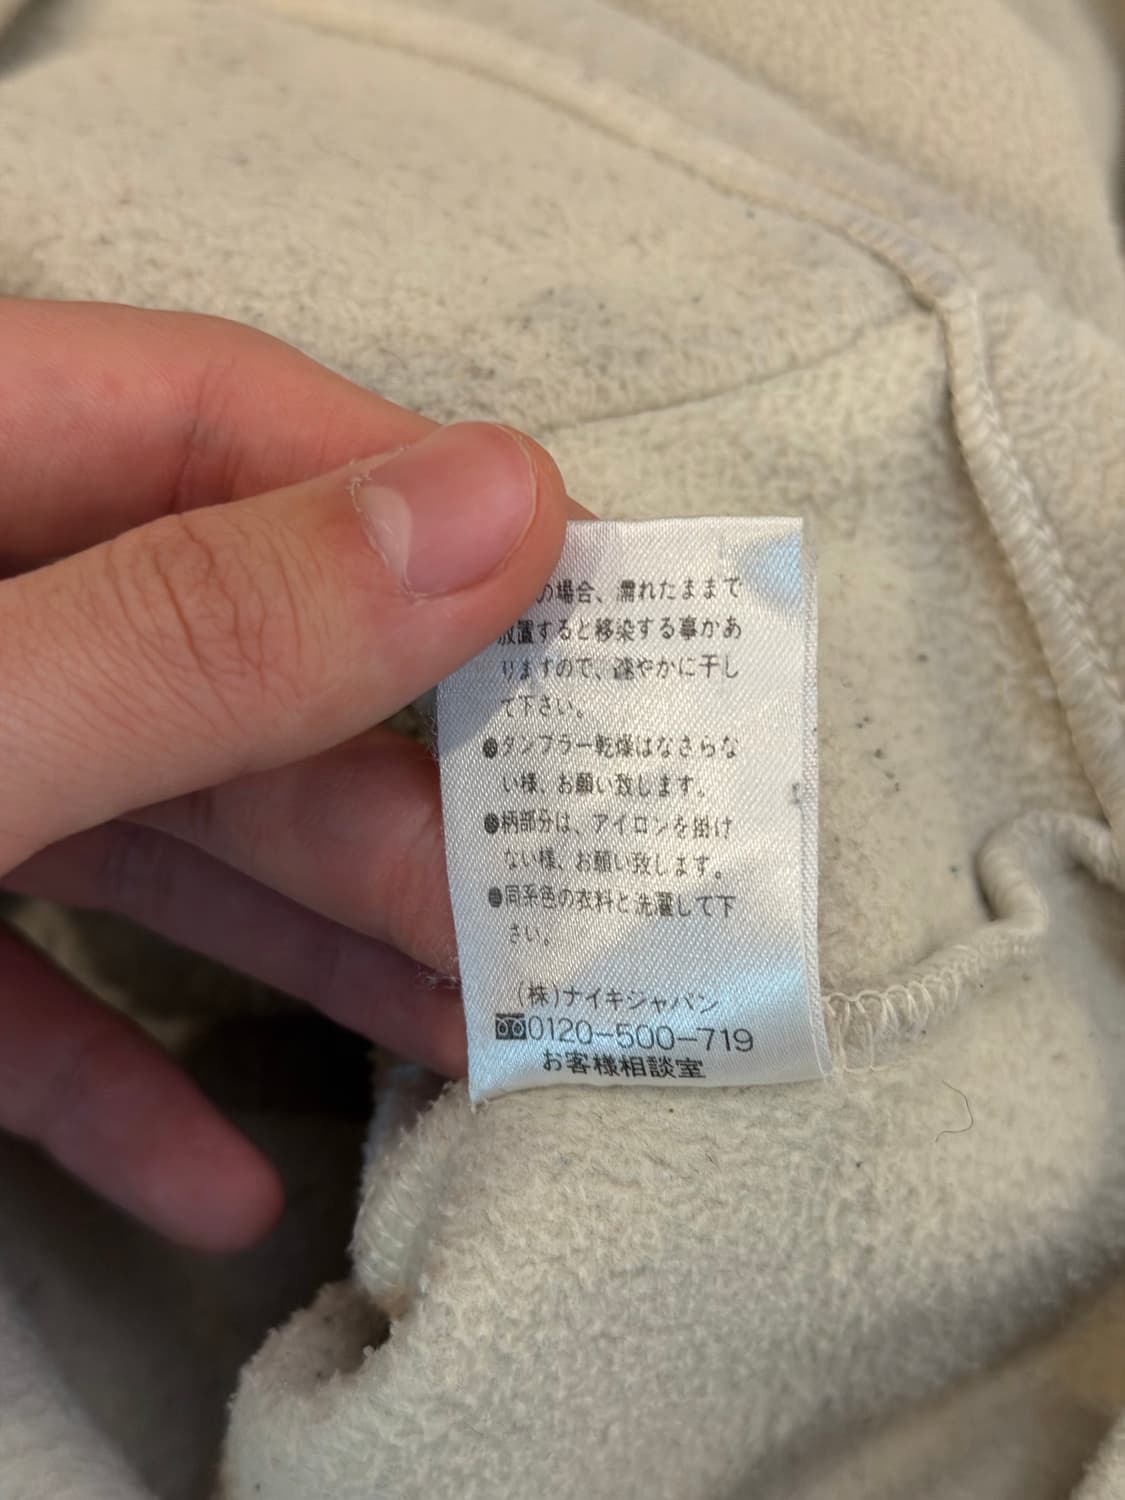 の場合、濡れたままで
放置すると移染する事があ
りますので、速やかに干し
て下さい。
●タンブラー乾燥はなさらな
い様、お願い致します。
●柄部分は、アイロンを掛け
ない様、お願い致します。
●同系色の衣料と洗濯して下
さい。
(株)ナイキジャパン
0120-500-719
お客様相談室